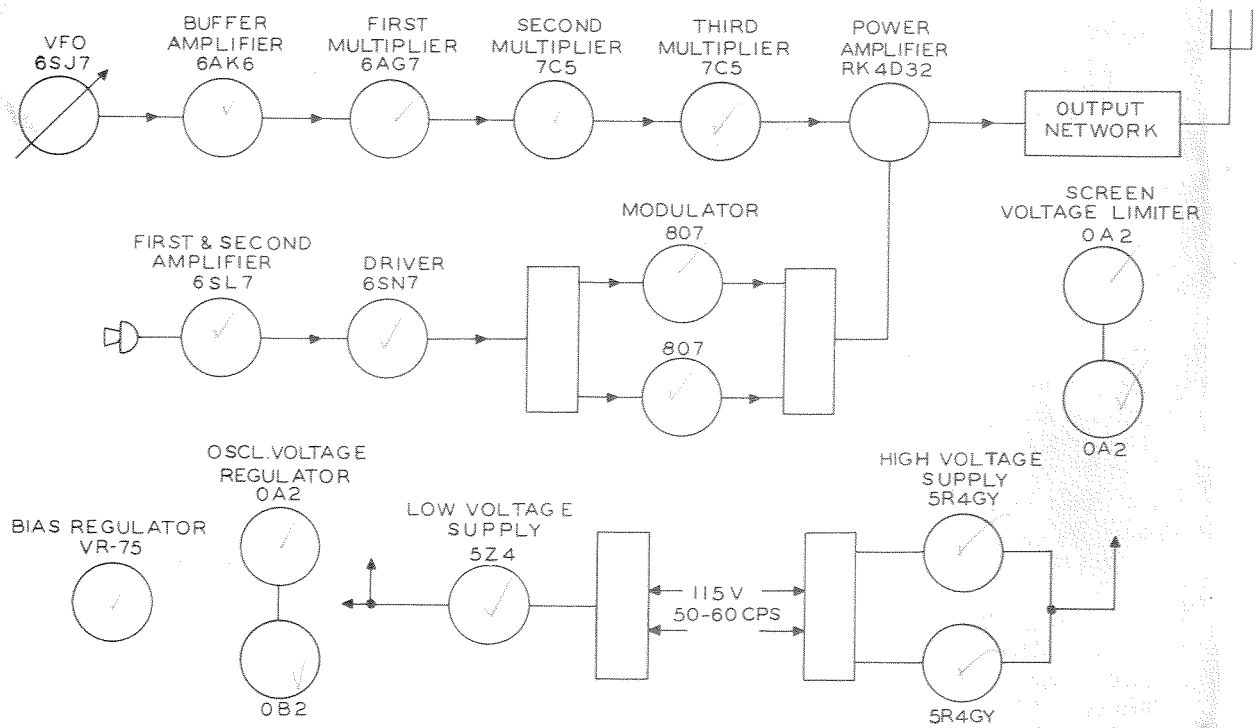 VFO
6SJ7
BUFFER
AMPLIFIER
6AK6
FIRST
MULTIPLIER
6AG7
SECOND
MULTIPLIER
7C5
THIRD
MULTIPLIER
7C5
POWER
AMPLIFIER
RK4D32
OUTPUT
NETWORK
FIRST & SECOND
AMPLIFIER
6SL7
DRIVER
6SN7
MODULATOR
807
807
SCREEN
VOLTAGE LIMITER
0A2
0A2
BIAS REGULATOR
VR-75
OSCL. VOLTAGE
REGULATOR
0A2
0B2
LOW VOLTAGE
SUPPLY
5Z4
115V
50-60 CPS
HIGH VOLTAGE
SUPPLY
5R4GY
5R4GY